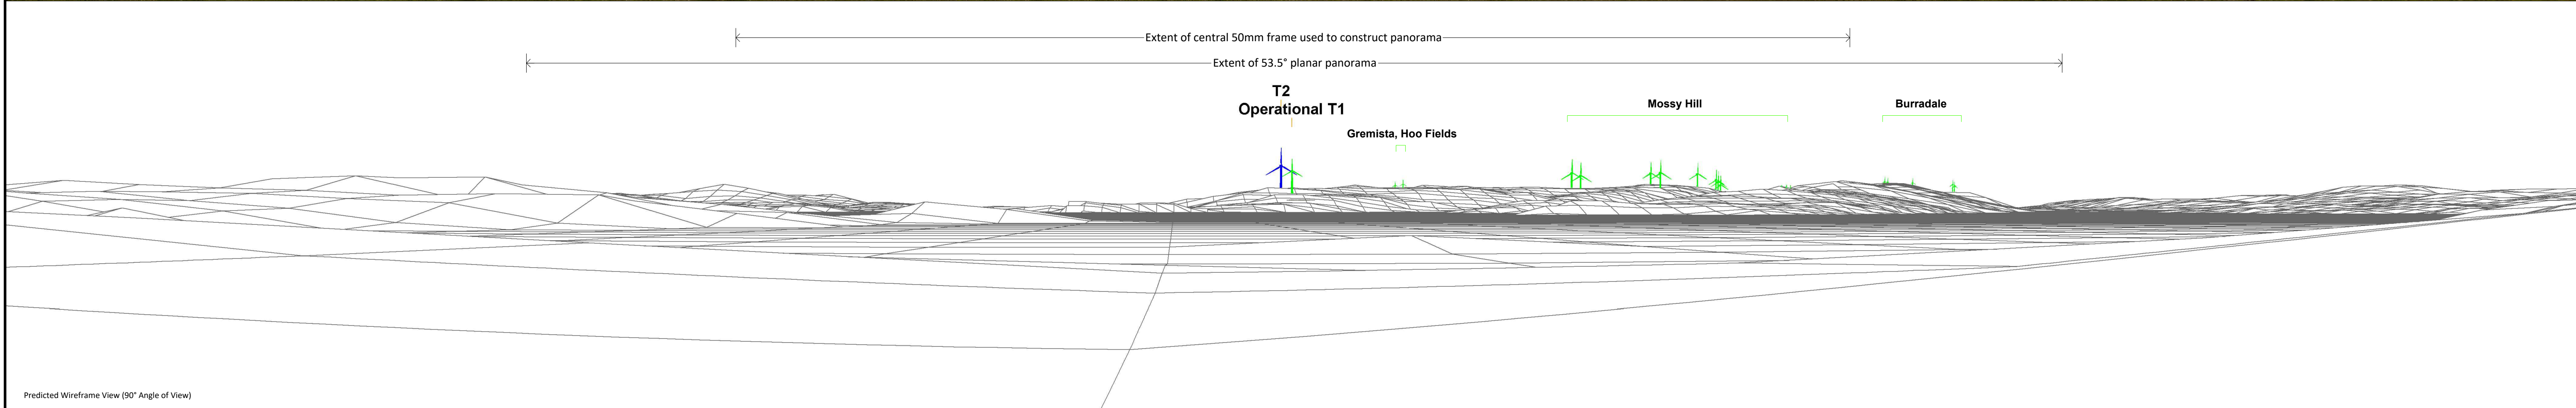 Extent of central 50mm frame used to construct panorama
Extent of 53.5° planar panorama
T2
Operational T1
Gremista, Hoo Fields
Mossy Hill
Burradale
Predicted Wireframe View (90° Angle of View)